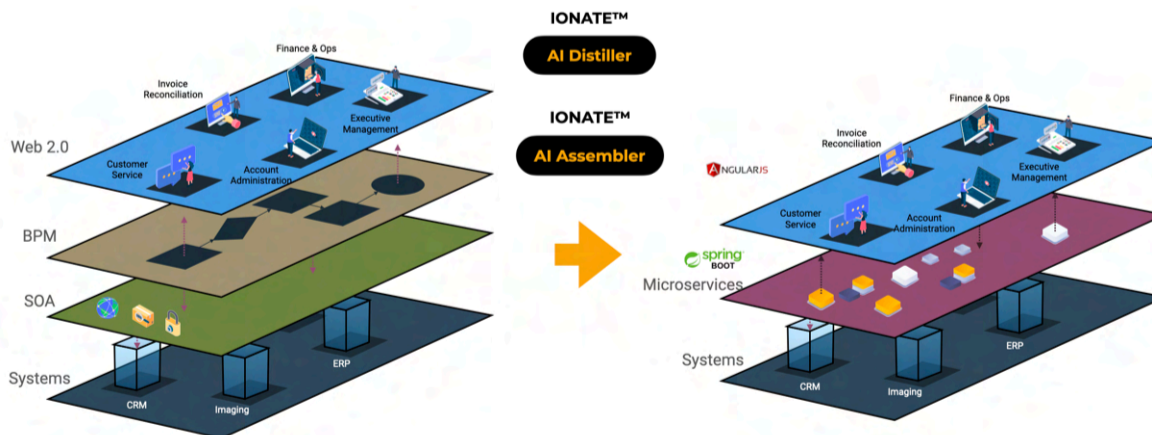 IONATE™
AI Distiller
IONATE™
AI Assembler
Web 2.0
Finance & Ops
Invoice
Reconciliation
Executive
Management
Customer
Service
Account
Administration
BPM
SOA
Systems
CRM
Imaging
ERP
ANGULARJS
Finance & Ops
Invoice
Reconciliation
Executive
Management
Customer
Service
Account
Administration
spring
BOOT
Microservices
Systems
CRM
Imaging
ERP